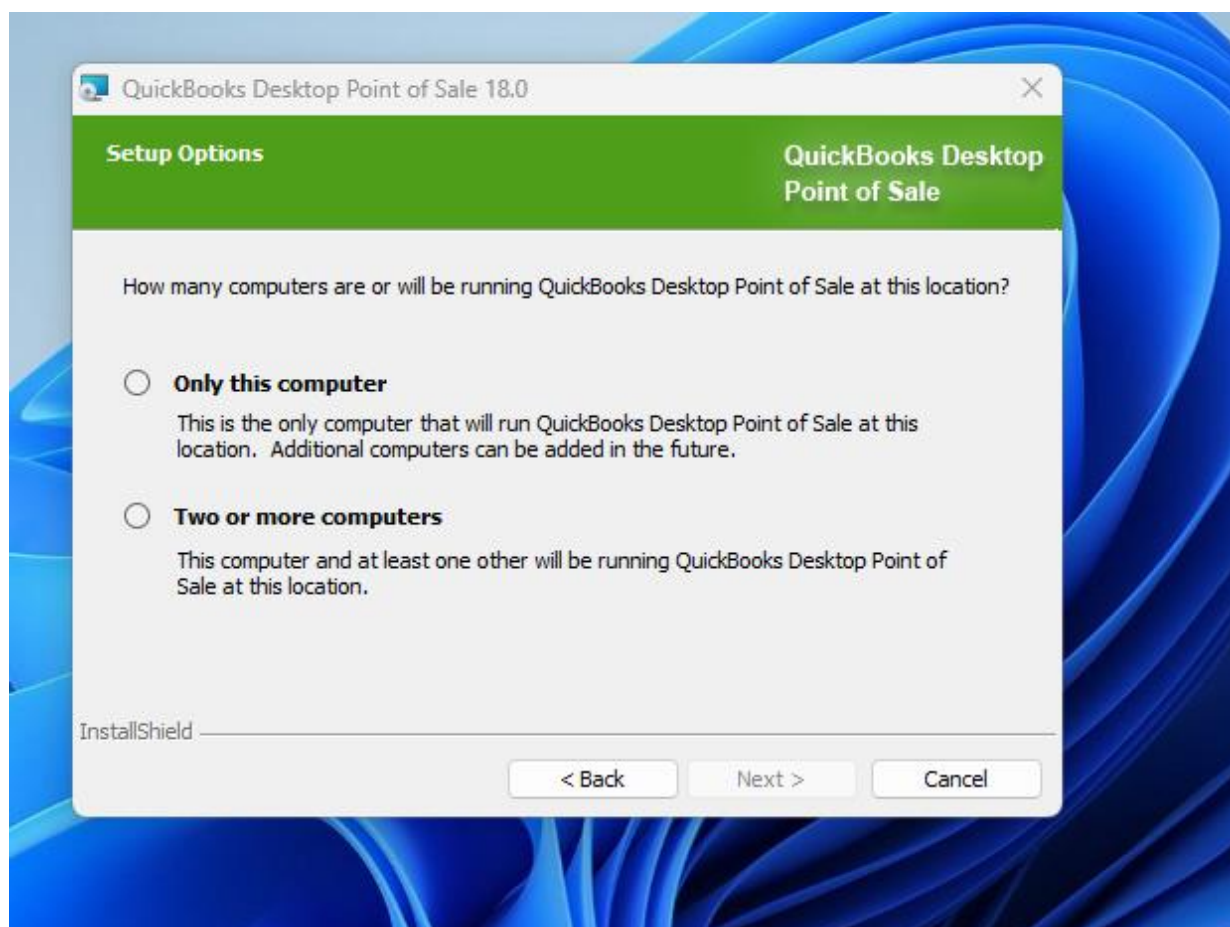 QuickBooks Desktop Point of Sale 18.0
Setup Options
QuickBooks Desktop
Point of Sale
How many computers are or will be running QuickBooks Desktop Point of Sale at this location?
Only this computer
This is the only computer that will run QuickBooks Desktop Point of Sale at this
location.  Additional computers can be added in the future.
Two or more computers
This computer and at least one other will be running QuickBooks Desktop Point of
Sale at this location.
InstallShield
< Back
Next >
Cancel